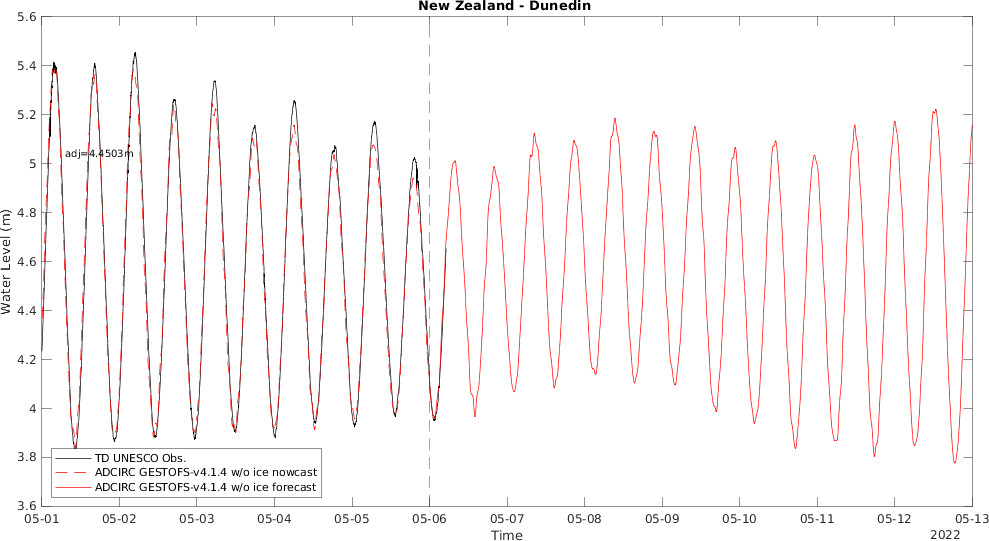 New Zealand - Dunedin
5.6
5.4
5.2
5
4.8
4.6
4.4
4.2
4
3.8
3.6
Water Level (m)
adj=4.4503m
TD UNESCO Obs.
ADCIRC GESTOFS-v4.1.4 w/o ice nowcast
ADCIRC GESTOFS-v4.1.4 w/o ice forecast
05-01 05-02 05-03 05-04 05-05 05-06 05-07 05-08 05-09 05-10 05-11 05-12 05-13
Time
2022